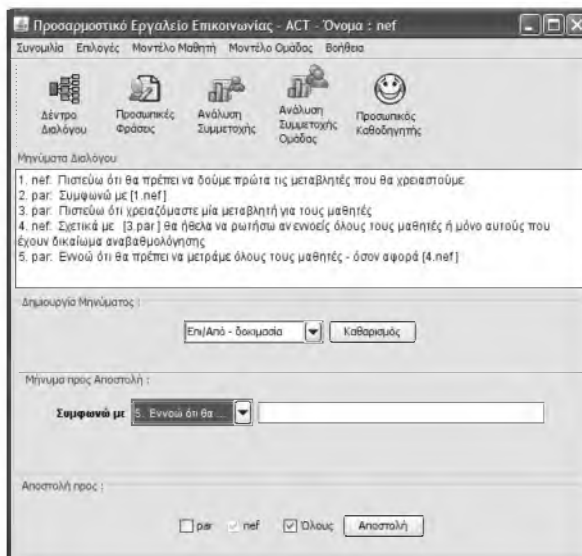 Προσαρμοστικό Εργαλείο Επικοινωνίας - ACT - Όνομα : nef
Συνομιλία Επιλογές Μοντέλο Μαθητή Μοντέλο Ομάδας Βοήθεια
Δέντρο Διαλόγου
Προσωπικές Φράσεις
Ανάλυση Συμμετοχής
Ανάλυση Συμμετοχής Ομάδας
Προσωπικός Καθοδηγητής
Μηνύματα Διαλόγου
1. nef: Πιστεύω ότι θα πρέπει να δούμε πρώτα τις μεταβλητές που θα χρειαστούμε
2. par: Συμφωνώ με [1.nef]
3. par: Πιστεύω ότι χρειαζόμαστε μία μεταβλητή για τους μαθητές
4. nef: Σχετικά με [3.par] θα ήθελα να ρωτήσω αν εννοείς όλους τους μαθητές ή μόνο αυτούς που
έχουν δικαίωμα αναβαθμολόγησης
5. par: Εννοώ ότι θα πρέπει να μετράμε όλους τους μαθητές - όσον αφορά [4.nef]
Δημιουργία Μηνύματος :
Επι/Από - δοκιμασία Καθαρισμός
Μήνυμα προς Αποστολή :
Συμφωνώ με 5. Εννοώ ότι θα ...
Αποστολή προς :
par nef Όλους Αποστολή